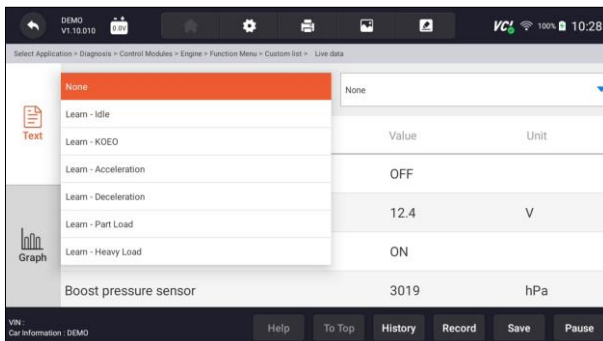 DEMO
V1.10.010
0.0V
VC! 100% 10:28
Select Application > Diagnosis > Control Modules > Engine > Function Menu > Custom list > Live data
None
None
Learn - Idle
Text
Value Unit
Learn - KOEO
Learn - Acceleration
OFF
Learn - Deceleration
12.4 V
Learn - Part Load
Graph
Learn - Heavy Load
ON
Boost pressure sensor 3019 hPa
VIN :
Car Information : DEMO
Help To Top History Record Save Pause